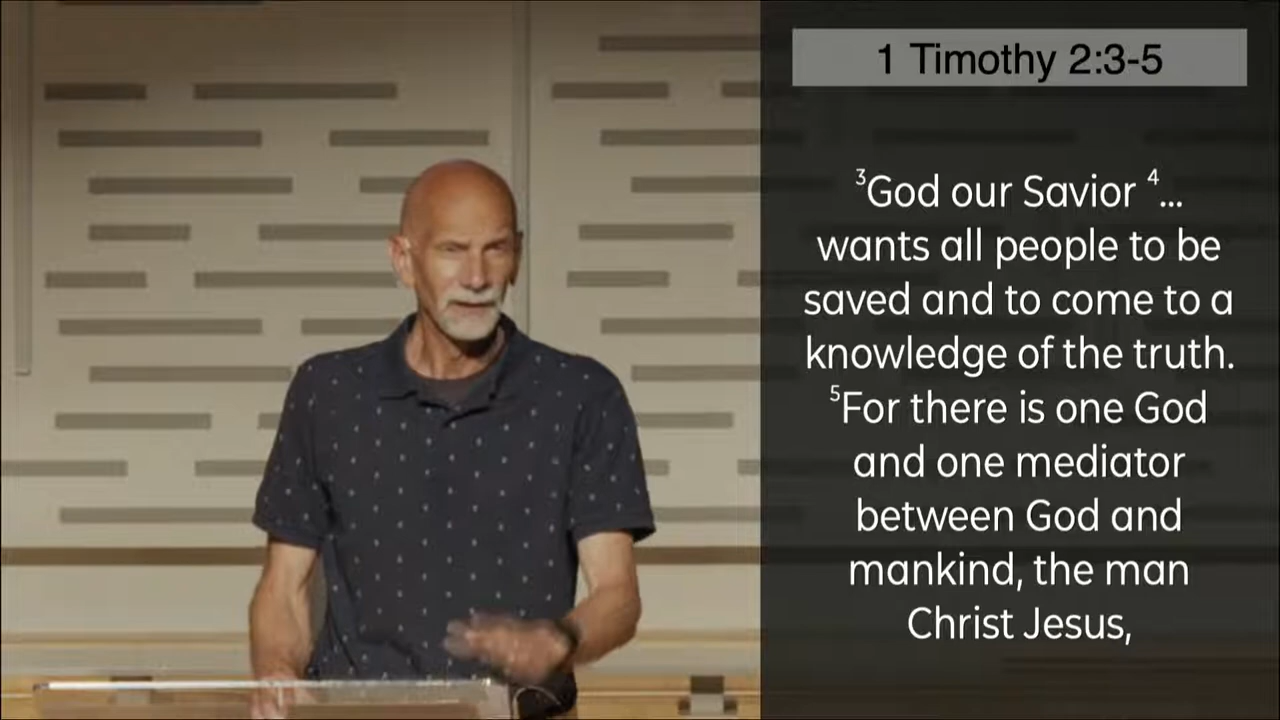 1 Timothy 2:3-5
³God our Savior ⁴...
wants all people to be
saved and to come to a
knowledge of the truth.
⁵For there is one God
and one mediator
between God and
mankind, the man
Christ Jesus,